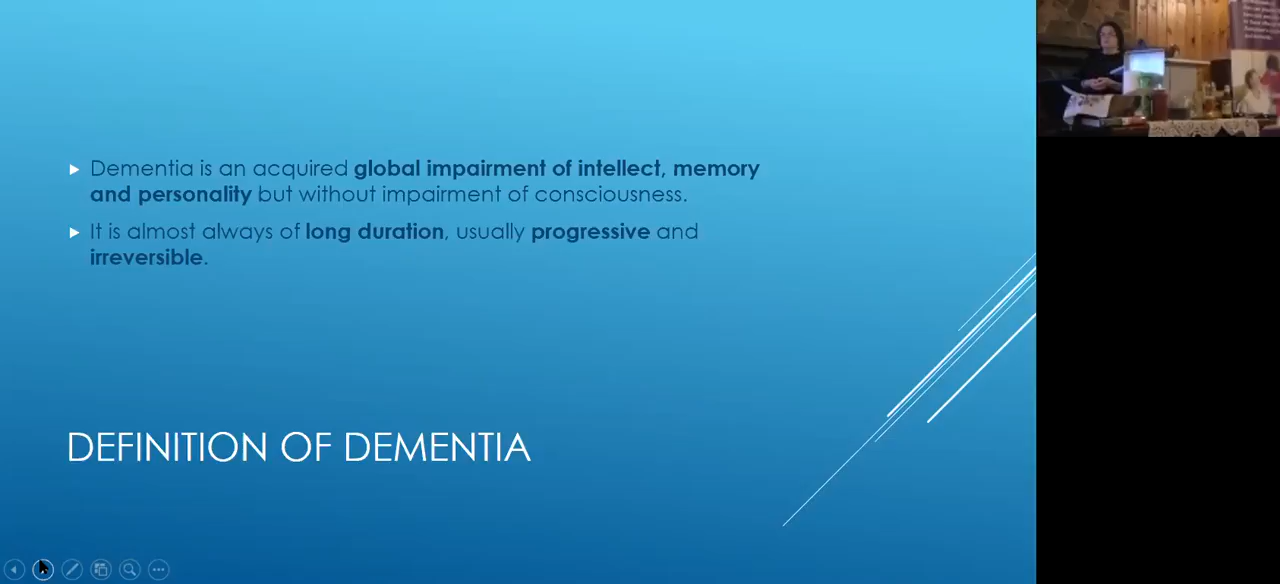 Dementia is an acquired global impairment of intellect, memory
and personality but without impairment of consciousness.
It is almost always of long duration, usually progressive and
irreversible.
DEFINITION OF DEMENTIA